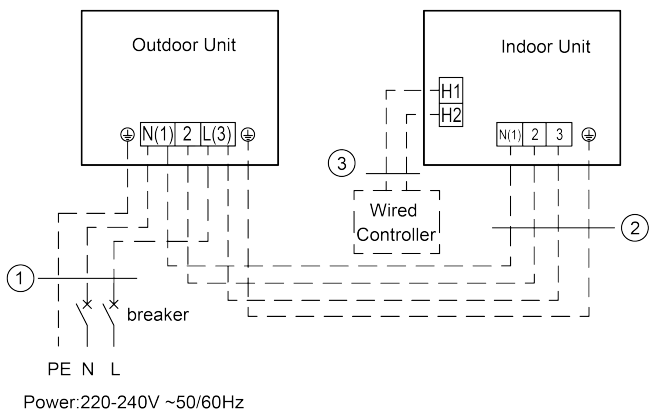 Outdoor Unit
Indoor Unit
H1
H2
N(1) 2 L(3)
N(1) 2 3
3
Wired
Controller
2
1
breaker
PE N L
Power:220-240V ~50/60Hz